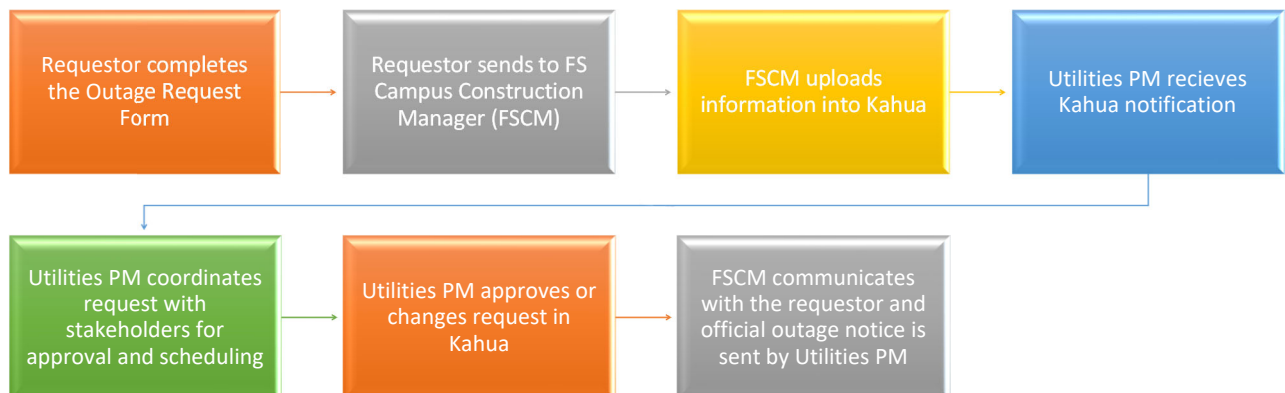 Requestor completes
the Outage Request
Form
Requestor sends to FS
Campus Construction
Manager (FSCM)
FSCM uploads
information into Kahua
Utilities PM recieves
Kahua notification
Utilities PM coordinates
request with
stakeholders for
approval and scheduling
Utilities PM approves or
changes request in
Kahua
FSCM communicates
with the requestor and
official outage notice is
sent by Utilities PM